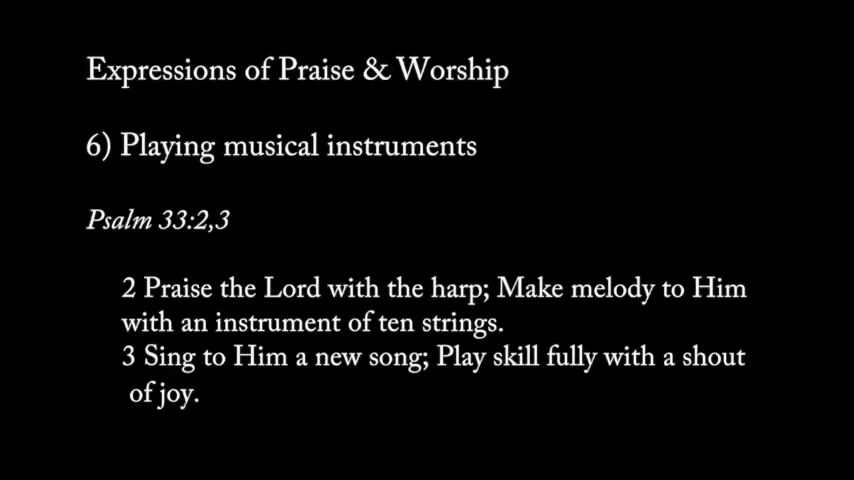 Expressions of Praise & Worship
6) Playing musical instruments
Psalm 33:2,3
2 Praise the Lord with the harp; Make melody to Him
with an instrument of ten strings.
3 Sing to Him a new song; Play skill fully with a shout
of joy.